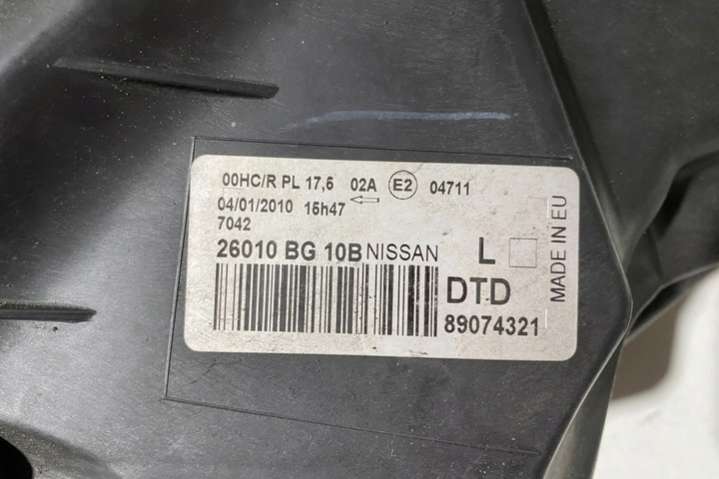 00HC/R PL 17,5 02A E2 04711
04/01/2010 15h47
7042
26010 BG 10B NISSAN L
DTD
89074321
MADE IN EU